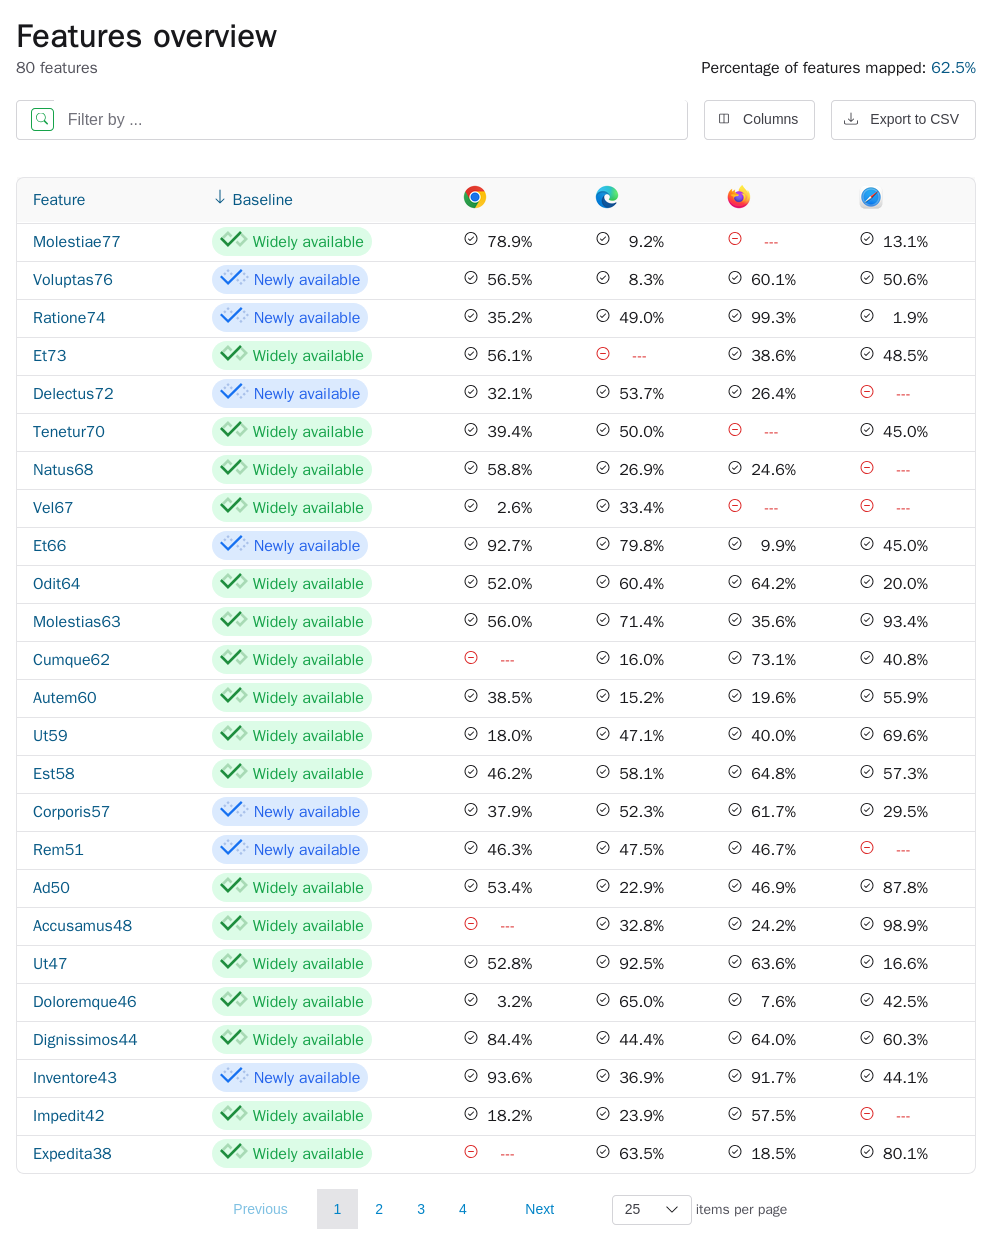 Features overview
80 features
Percentage of features mapped: 62.5%
Filter by ...
Columns
Export to CSV
Feature Baseline
Molestiae77 Widely available 78.9% 9.2% --- 13.1%
Voluptas76 Newly available 56.5% 8.3% 60.1% 50.6%
Ratione74 Newly available 35.2% 49.0% 99.3% 1.9%
Et73 Widely available 56.1% --- 38.6% 48.5%
Delectus72 Newly available 32.1% 53.7% 26.4% ---
Tenetur70 Widely available 39.4% 50.0% --- 45.0%
Natus68 Widely available 58.8% 26.9% 24.6% ---
Vel67 Widely available 2.6% 33.4% --- ---
Et66 Newly available 92.7% 79.8% 9.9% 45.0%
Odit64 Widely available 52.0% 60.4% 64.2% 20.0%
Molestias63 Widely available 56.0% 71.4% 35.6% 93.4%
Cumque62 Widely available --- 16.0% 73.1% 40.8%
Autem60 Widely available 38.5% 15.2% 19.6% 55.9%
Ut59 Widely available 18.0% 47.1% 40.0% 69.6%
Est58 Widely available 46.2% 58.1% 64.8% 57.3%
Corporis57 Newly available 37.9% 52.3% 61.7% 29.5%
Rem51 Newly available 46.3% 47.5% 46.7% ---
Ad50 Widely available 53.4% 22.9% 46.9% 87.8%
Accusamus48 Widely available --- 32.8% 24.2% 98.9%
Ut47 Widely available 52.8% 92.5% 63.6% 16.6%
Doloremque46 Widely available 3.2% 65.0% 7.6% 42.5%
Dignissimos44 Widely available 84.4% 44.4% 64.0% 60.3%
Inventore43 Newly available 93.6% 36.9% 91.7% 44.1%
Impedit42 Widely available 18.2% 23.9% 57.5% ---
Expedita38 Widely available --- 63.5% 18.5% 80.1%
Previous 1 2 3 4 Next 25 items per page